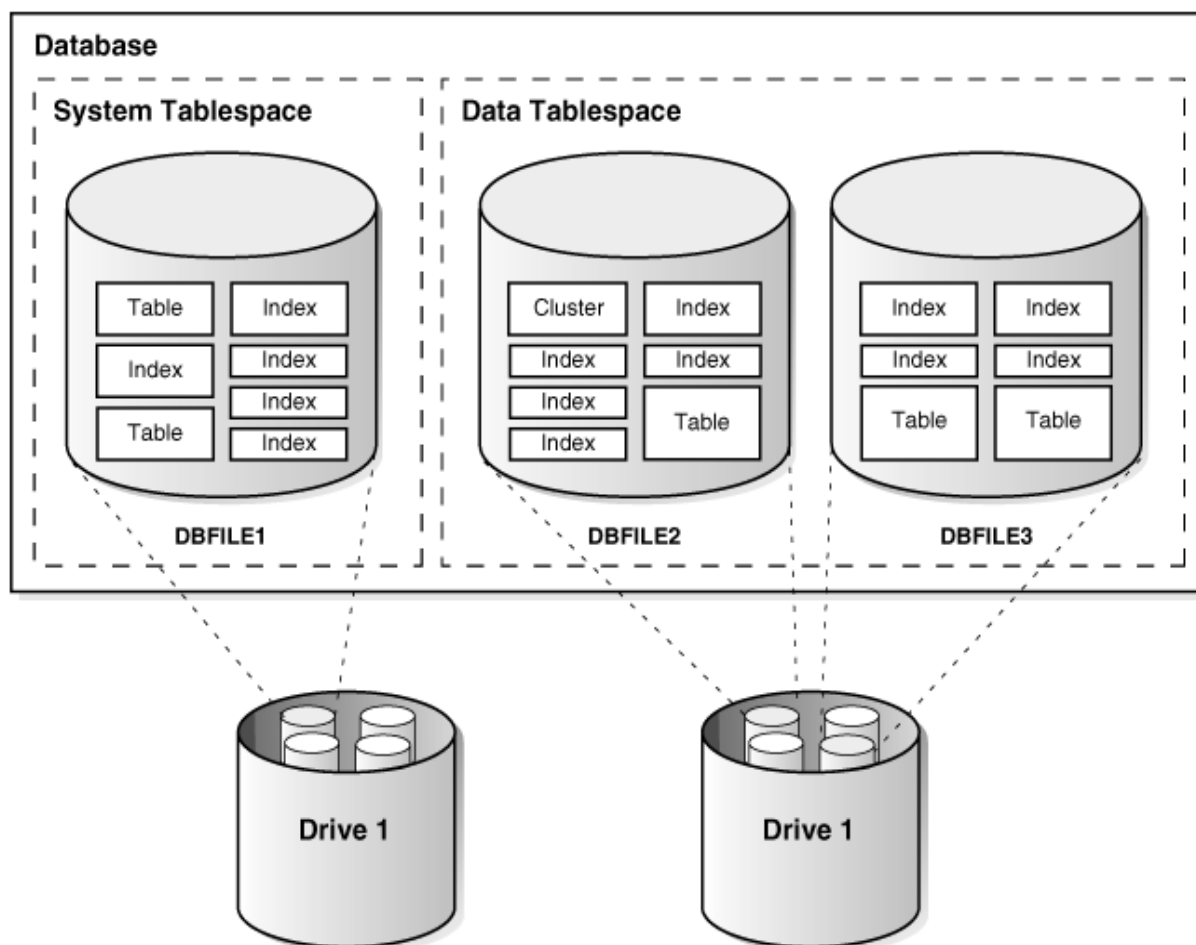 Database
System Tablespace
Data Tablespace
Table
Index
Index
Index
Index
Table
Index
Cluster
Index
Index
Index
Index
Table
Index
Index
Index
Index
Index
Table
Table
DBFILE1
DBFILE2
DBFILE3
Drive 1
Drive 1